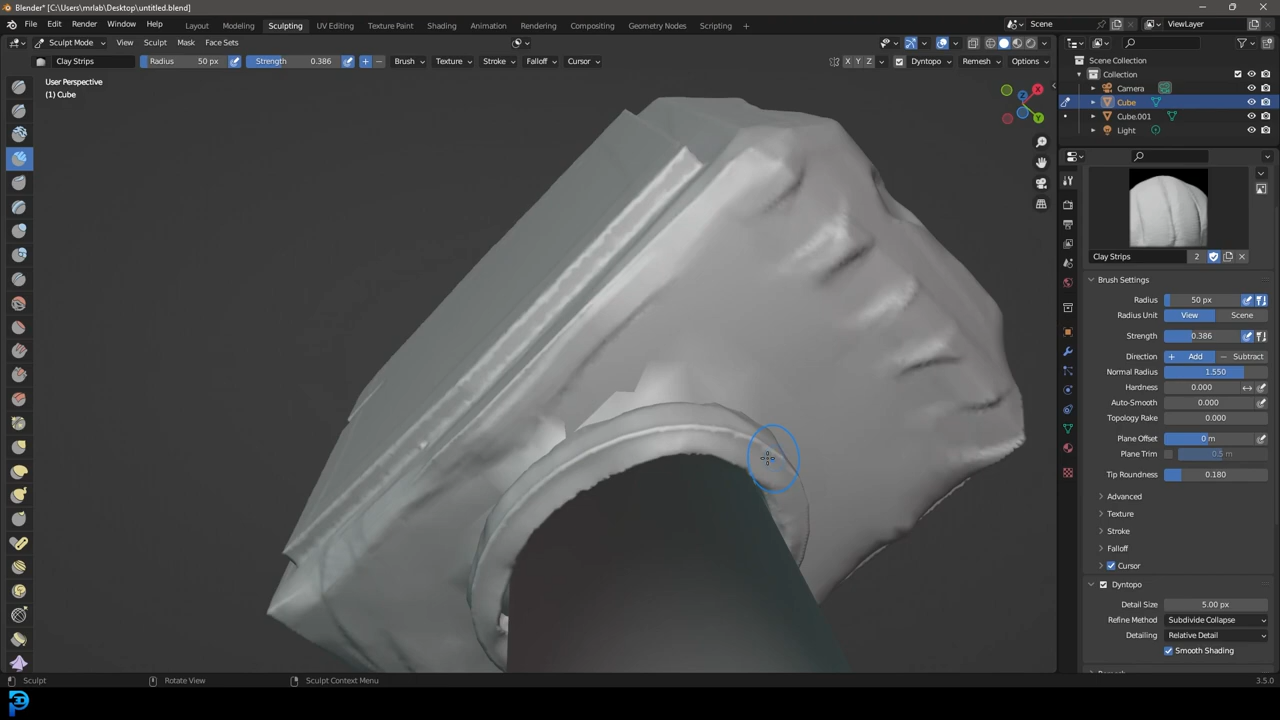 Blender* [C:\Users\mrlab\Desktop\untitled.blend]
File Edit Render Window Help Layout Modeling Sculpting UV Editing Texture Paint Shading Animation Rendering Compositing Geometry Nodes Scripting + Scene ViewLayer
Sculpt Mode View Sculpt Mask Face Sets
Clay Strips Radius 50 px Strength 0.386 + − Brush Texture Stroke Falloff Cursor X Y Z Dyntopo Remesh Options
User Perspective
(1) Cube
Z X Y
Scene Collection
Collection
Camera
Cube
Cube.001
Light
Clay Strips 2
Brush Settings
Radius 50 px
Radius Unit View Scene
Strength 0.386
Direction + Add − Subtract
Normal Radius 1.550
Hardness 0.000
Auto-Smooth 0.000
Topology Rake 0.000
Plane Offset 0 m
Plane Trim 0.5 m
Tip Roundness 0.180
Advanced
Texture
Stroke
Falloff
Cursor
Dyntopo
Detail Size 5.00 px
Refine Method Subdivide Collapse
Detailing Relative Detail
Smooth Shading
Sculpt Rotate View Sculpt Context Menu 3.5.0